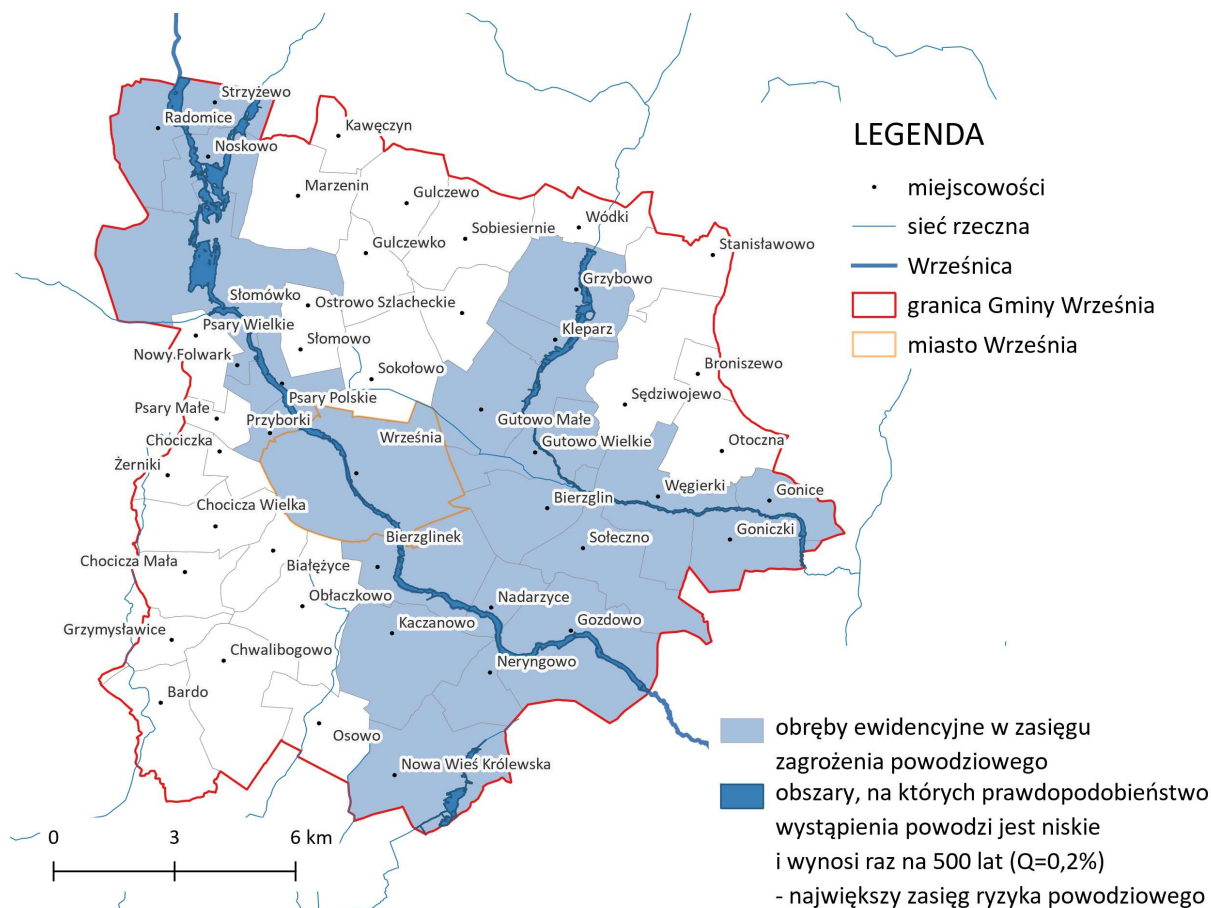 Strzyżewo
Radomice
Kawęczyn
Noskowo
Marzenin
Gulczewo
Wódki
Sobiesiernie
Gulczewko
Stanisławowo
Grzybowo
Słomówko
Ostrowo Szlacheckie
Psary Wielkie
Kleparz
Słomowo
Nowy Folwark
Broniszewo
Sokołowo
Sędziwojewo
Psary Polskie
Psary Małe
Gutowo Małe
Przyborki
Września
Chociczka
Gutowo Wielkie
Otoczna
Żerniki
Węgierki
Gonice
Bierzglin
Chocicza Wielka
Goniczki
Bierzglinek
Sołeczno
Chocicza Mała
Białężyce
Nadarzyce
Obłaczkowo
Gozdowo
Kaczanowo
Grzymysławice
Chwalibogowo
Neryngowo
Bardo
Osowo
Nowa Wieś Królewska
0 3 6 km
LEGENDA
miejscowości
sieć rzeczna
Wrześnica
granica Gminy Września
miasto Września
obręby ewidencyjne w zasięgu
zagrożenia powodziowego
obszary, na których prawdopodobieństwo
wystąpienia powodzi jest niskie
i wynosi raz na 500 lat (Q=0,2%)
- największy zasięg ryzyka powodziowego